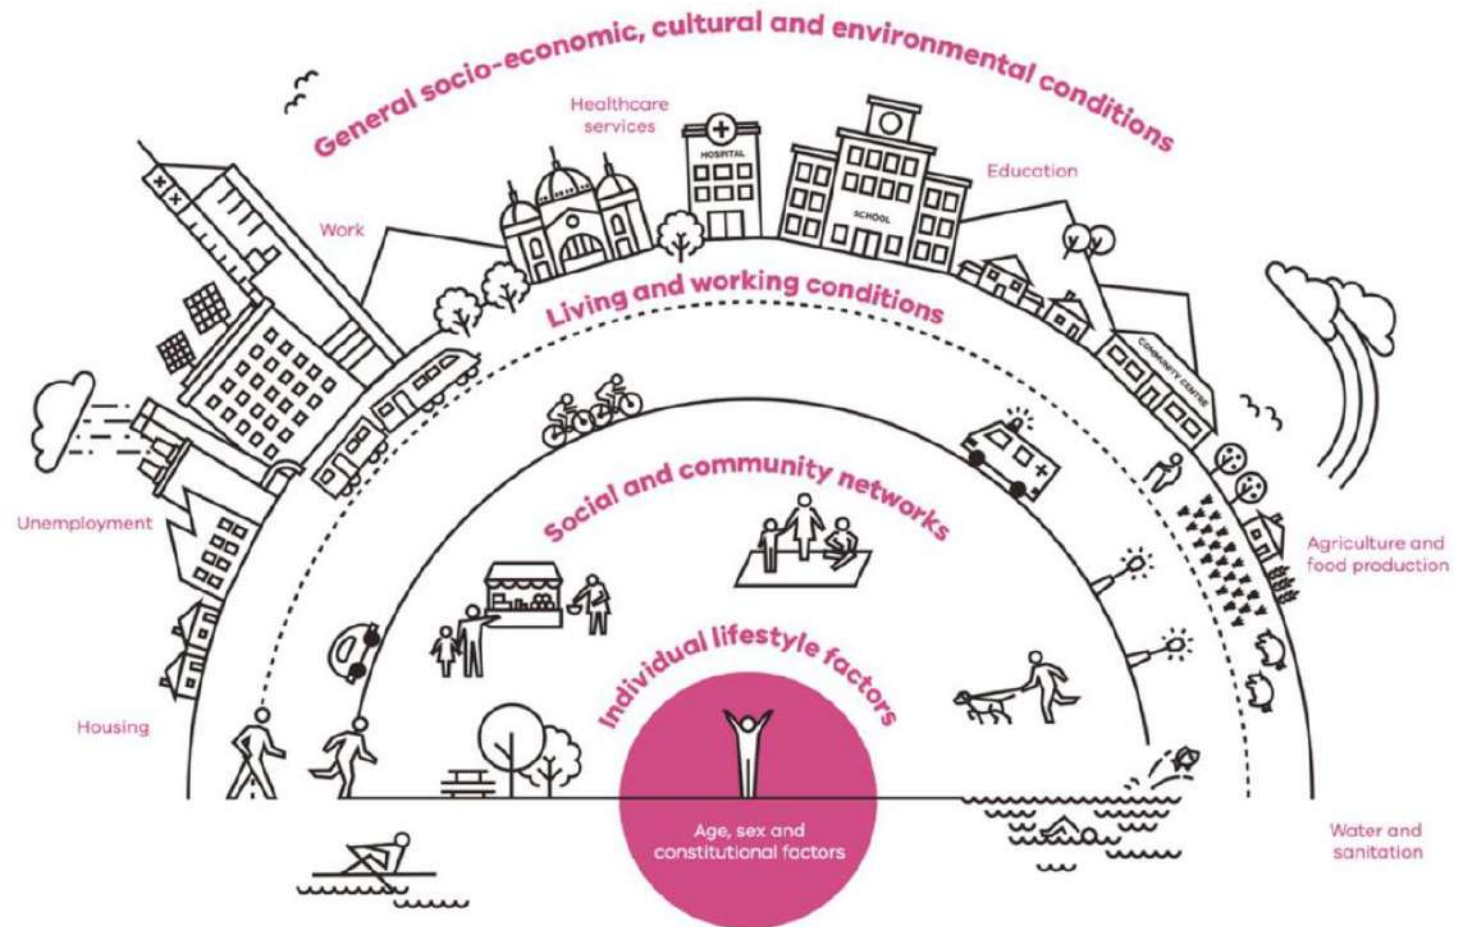 General socio-economic, cultural and environmental conditions
Healthcare
services
HOSPITAL
Education
SCHOOL
Work
Living and working conditions
COMMUNITY CENTRE
Social and community networks
Unemployment
Agriculture and
food production
Individual lifestyle factors
Housing
Age, sex and
constitutional factors
Water and
sanitation